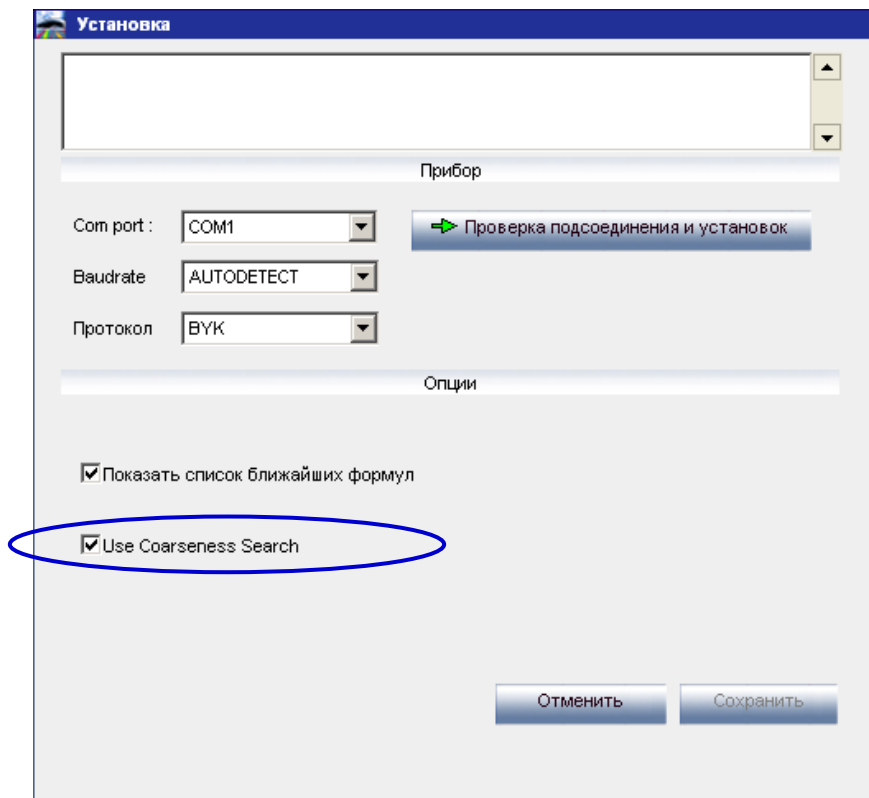 Установка
Прибор
Com port :
COM1
Проверка подсоединения и установок
Baudrate
AUTODETECT
Протокол
BYK
Опции
Показать список ближайших формул
Use Coarseness Search
Отменить
Сохранить